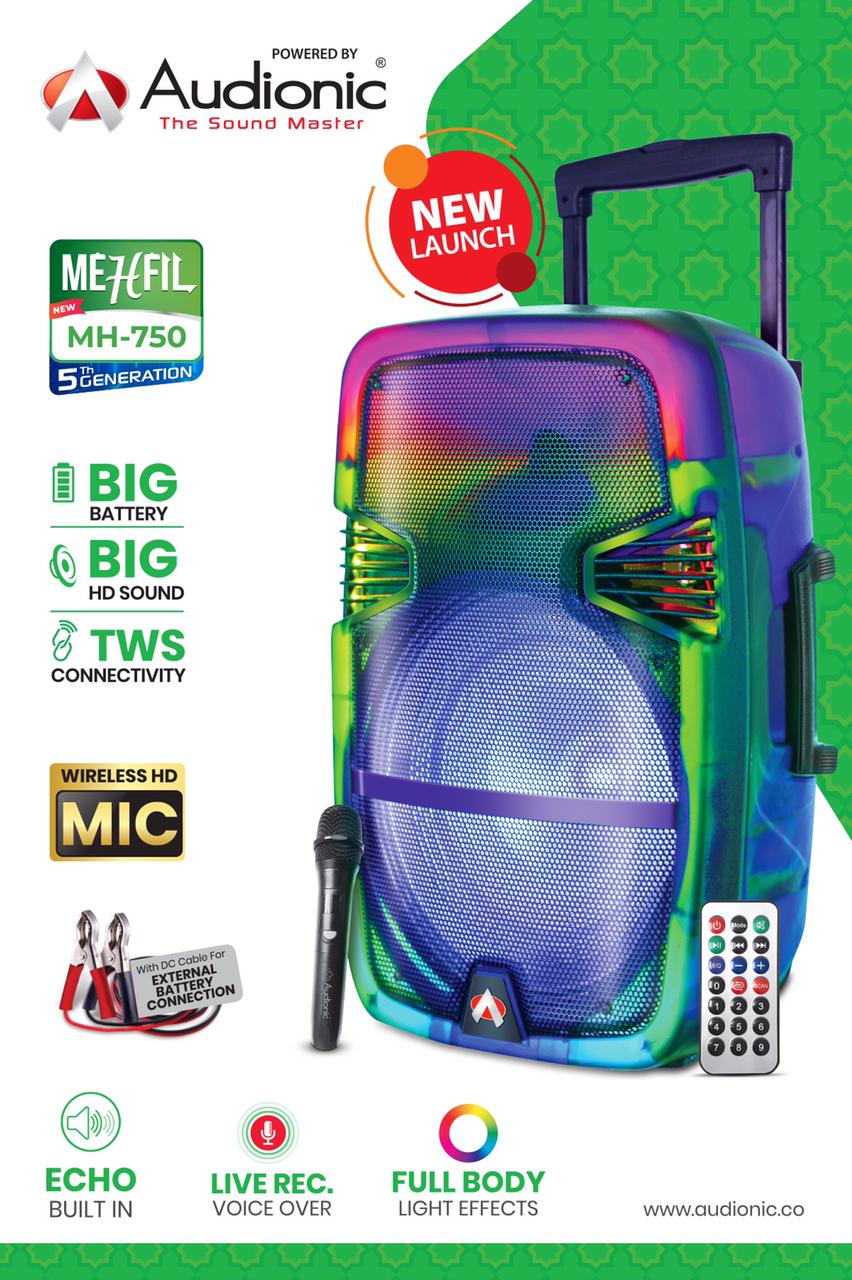 POWERED BY
Audionic®
The Sound Master
NEW
LAUNCH
MEHFIL
NEW
MH-750
5Th GENERATION
BIG
BATTERY
BIG
HD SOUND
TWS
CONNECTIVITY
WIRELESS HD
MIC
With DC Cable For
EXTERNAL
BATTERY
CONNECTION
Audionic
Mode
EQ
SCAN
0
1 2 3
4 5 6
7 8 9
ECHO
BUILT IN
LIVE REC.
VOICE OVER
FULL BODY
LIGHT EFFECTS
www.audionic.co